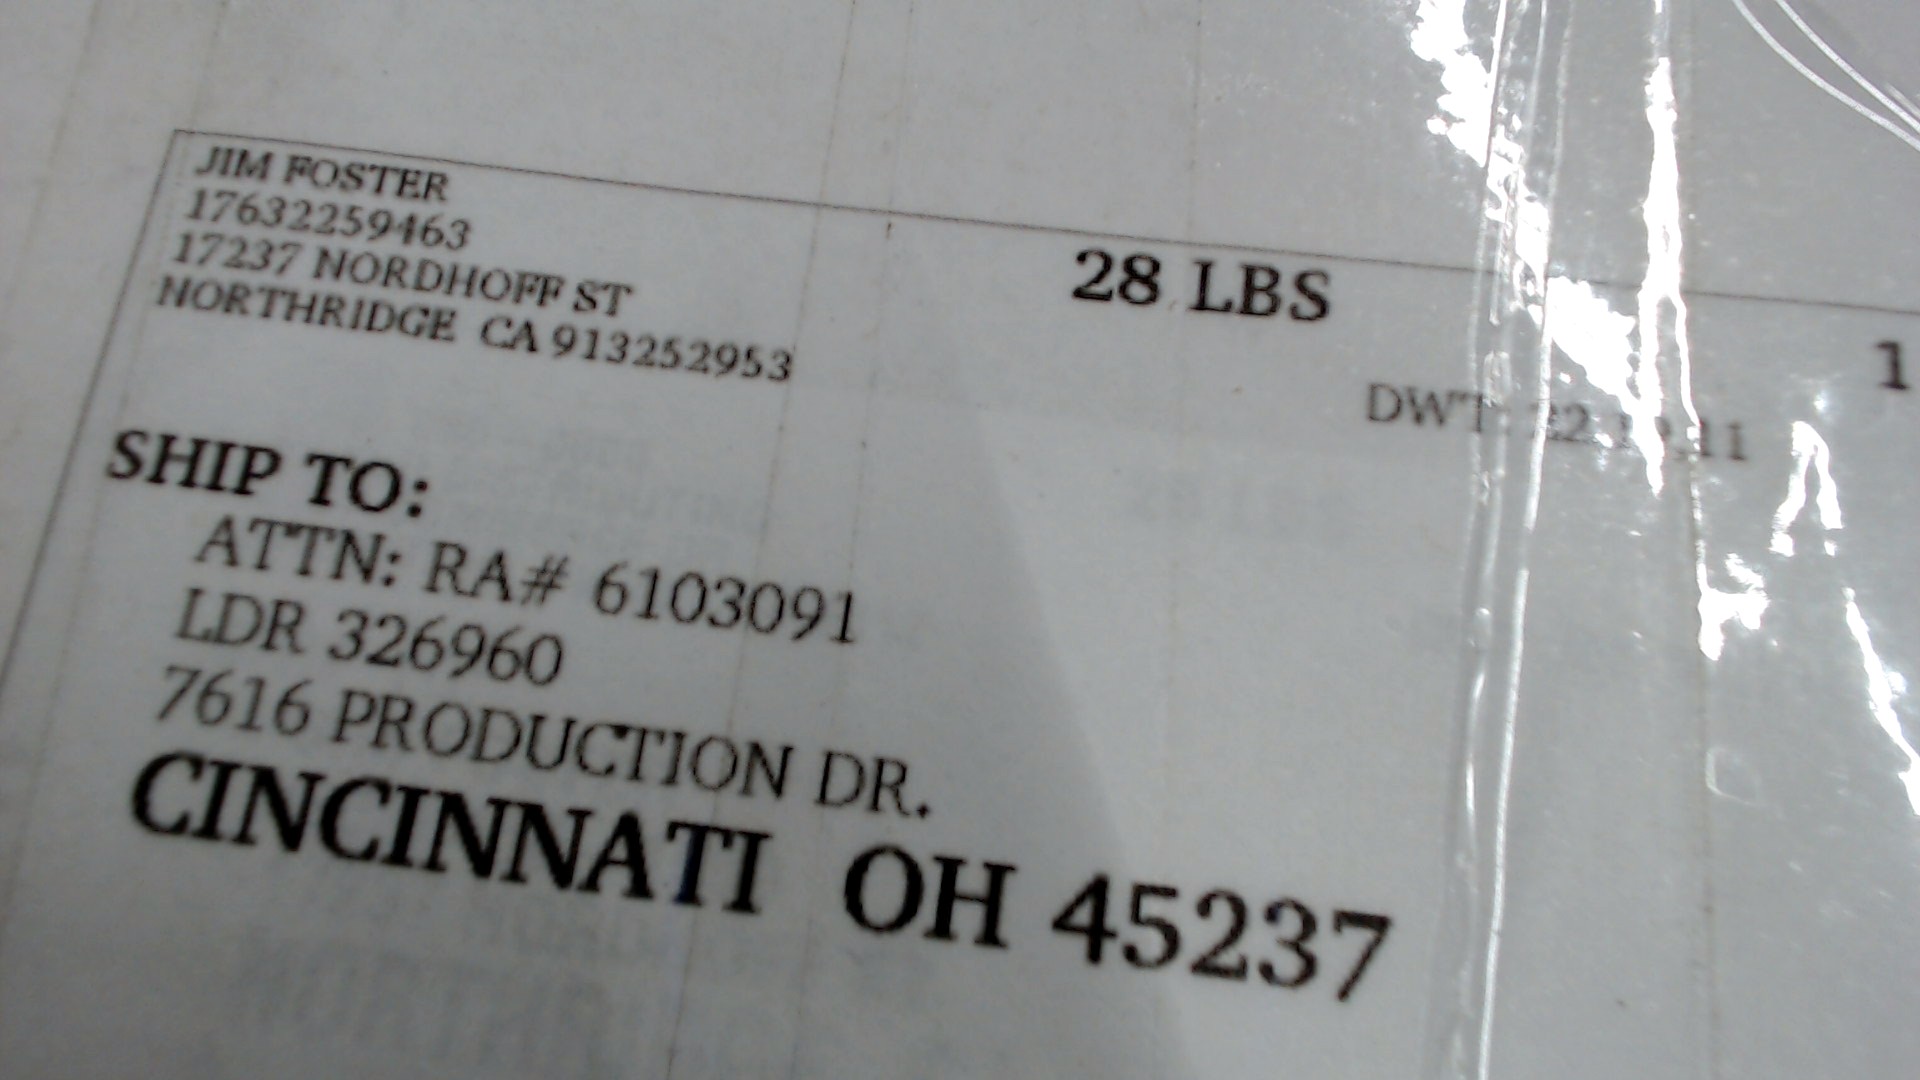 JIM FOSTER
17632259463
17237 NORDHOFF ST
NORTHRIDGE CA 913252953
28 LBS
1
DWT:
SHIP TO:
ATTN: RA# 6103091
LDR 326960
7616 PRODUCTION DR.
CINCINNATI OH 45237